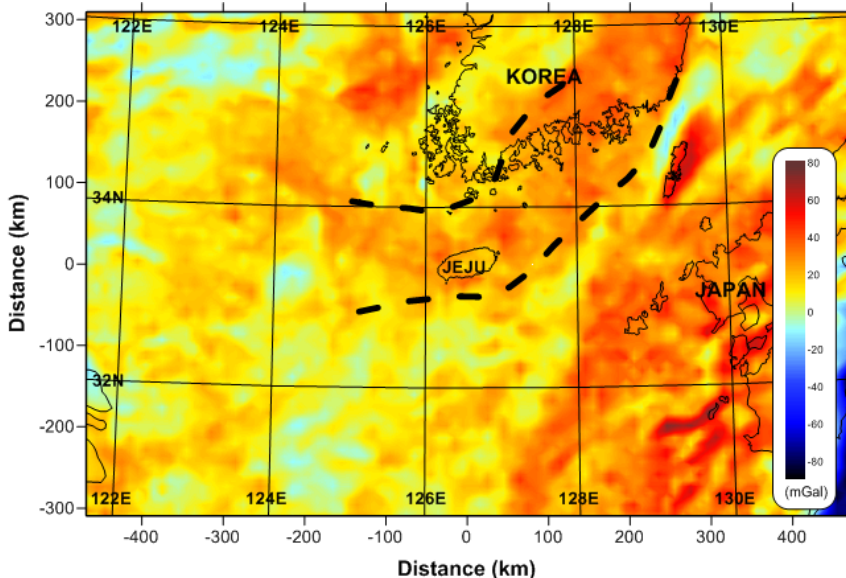 300
122E
124E
126E
128E
130E
KOREA
200
80
60
40
20
0
-20
-40
-60
-80
(mGal)
100
34N
0
JEJU
JAPAN
-100
32N
-200
-300
122E
124E
126E
128E
130E
-400
-300
-200
-100
0
100
200
300
400
Distance (km)
Distance (km)